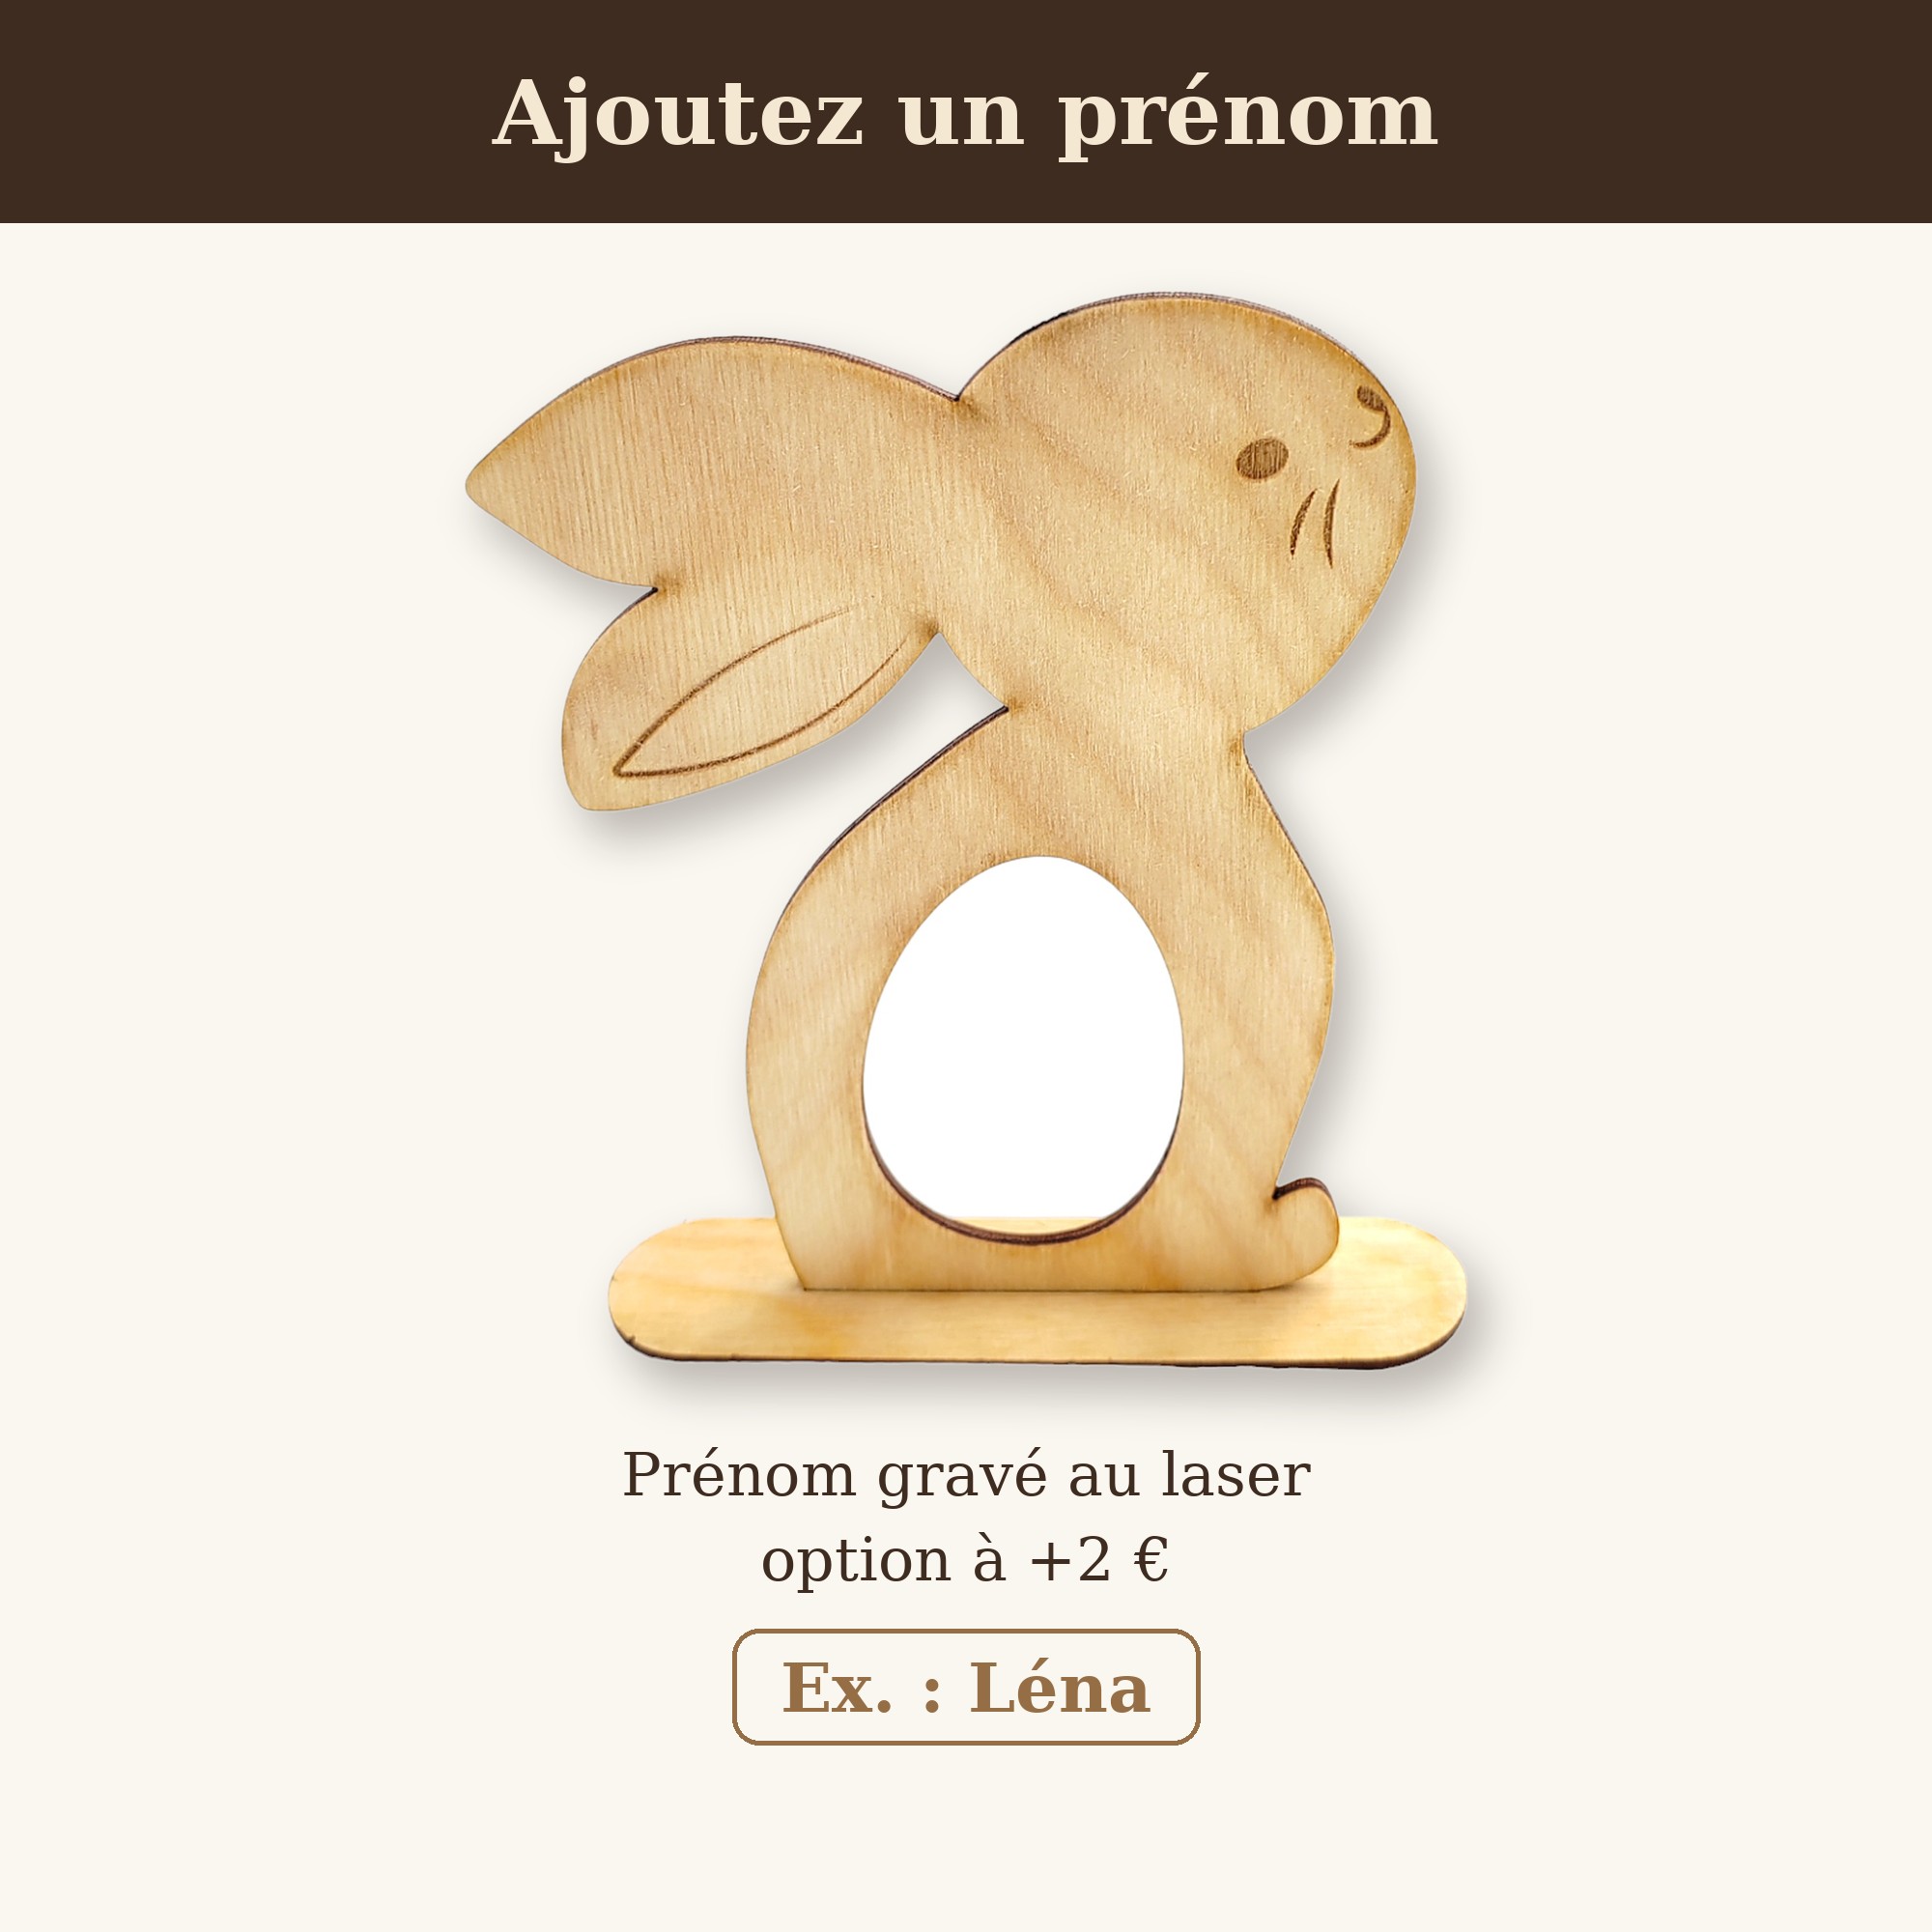 Ajoutez un prénom
Prénom gravé au laser
option à +2 €
Ex. : Léna